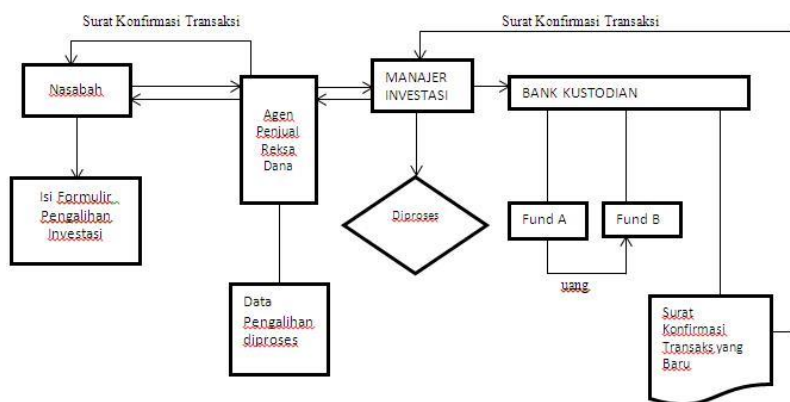 Surat Konfirmasi Transaksi
Surat Konfirmasi Transaksi
Nasabah
Agen
Penjual
Reksa
Dana
MANAJER
INVESTASI
BANK KUSTODIAN
Isi Formulir
Pengalihan
Investasi
Diproses
Fund A
Fund B
uang
Data
Pengalihan
diproses
Surat
Konfirmasi
Transaks yang
Baru